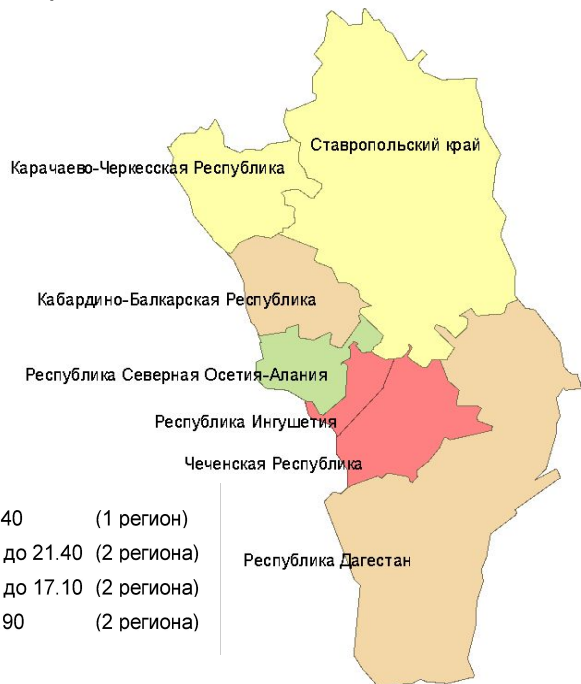 Ставропольский край
Карачаево-Черкесская Республика
Кабардино-Балкарская Республика
Республика Северная Осетия-Алания
Республика Ингушетия
Чеченская Республика
Республика Дагестан
40 (1 регион)
до 21.40 (2 региона)
до 17.10 (2 региона)
90 (2 региона)